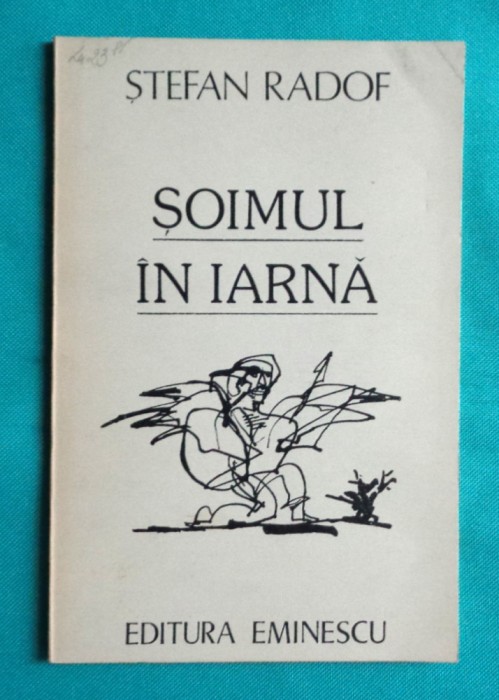 ȘTEFAN RADOF
ȘOIMUL
ÎN IARNĂ
EDITURA EMINESCU